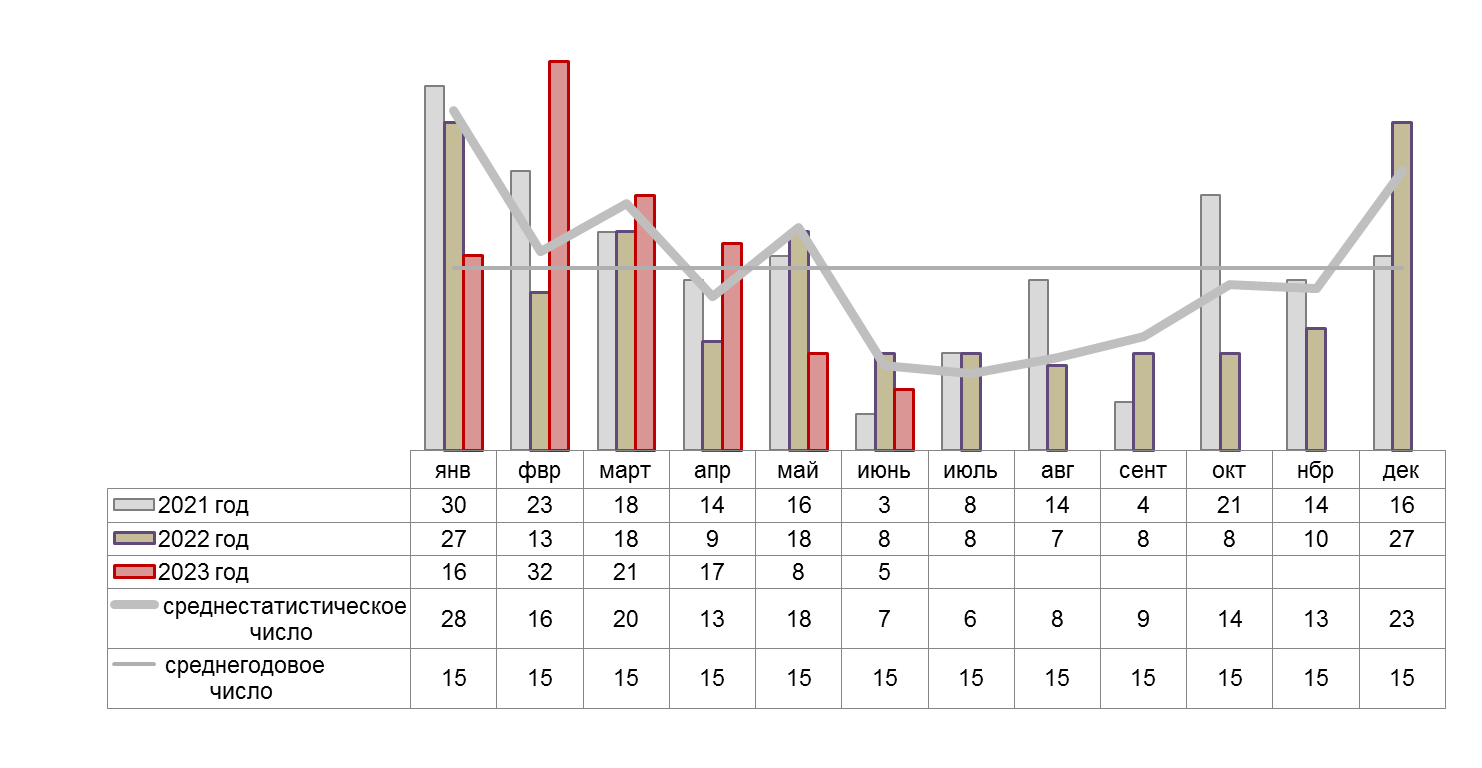 янв фвр март апр май июнь июль авг сент окт нбр дек
2021 год 30 23 18 14 16 3 8 14 4 21 14 16
2022 год 27 13 18 9 18 8 8 7 8 8 10 27
2023 год 16 32 21 17 8 5
среднестатистическое
число 28 16 20 13 18 7 6 8 9 14 13 23
среднегодовое
число 15 15 15 15 15 15 15 15 15 15 15 15